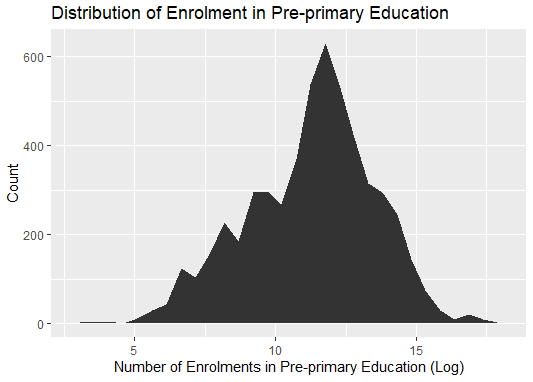 Distribution of Enrolment in Pre-primary Education
600
400
200
0
Count
5
10
15
Number of Enrolments in Pre-primary Education (Log)